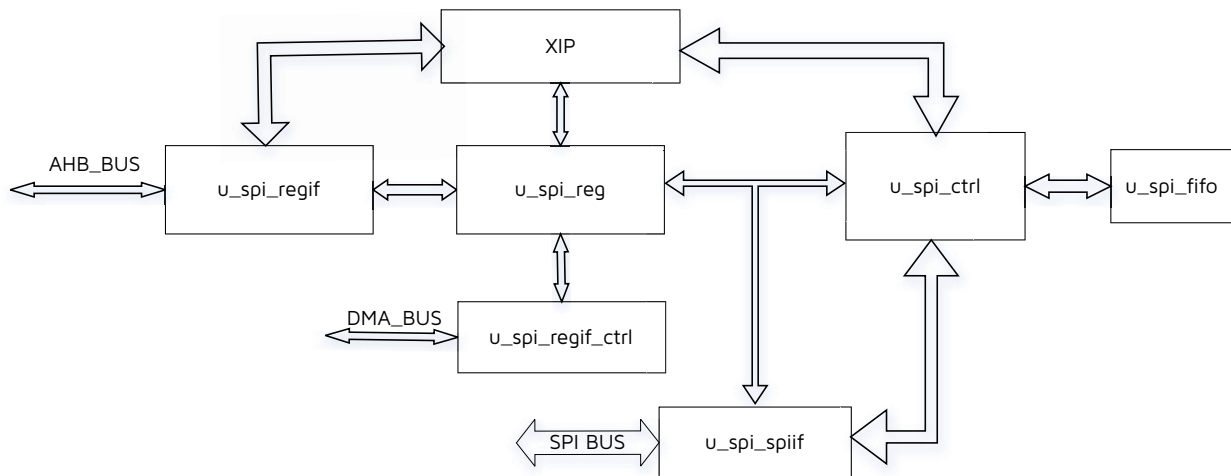 XIP
AHB_BUS
u_spi_regif
u_spi_reg
u_spi_ctrl
u_spi_fifo
DMA_BUS
u_spi_regif_ctrl
SPI BUS
u_spi_spiif